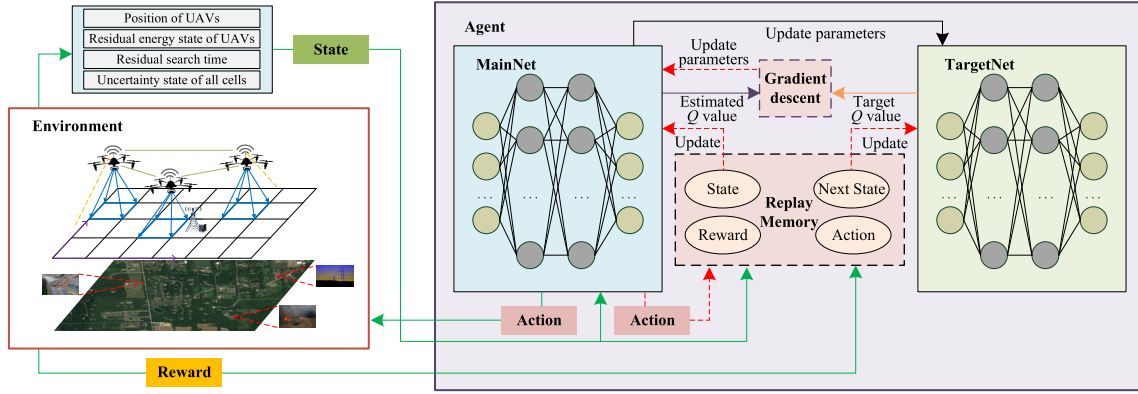 Position of UAVs
Residual energy state of UAVs
Residual search time
Uncertainty state of all cells
State
Environment
Reward
Agent
Update parameters
MainNet
Update
parameters
Gradient
descent
TargetNet
Estimated
Q value
Target
Q value
Update
Update
State
Next State
Replay
Memory
Reward
Action
...
...
...
...
...
...
...
...
Action
Action